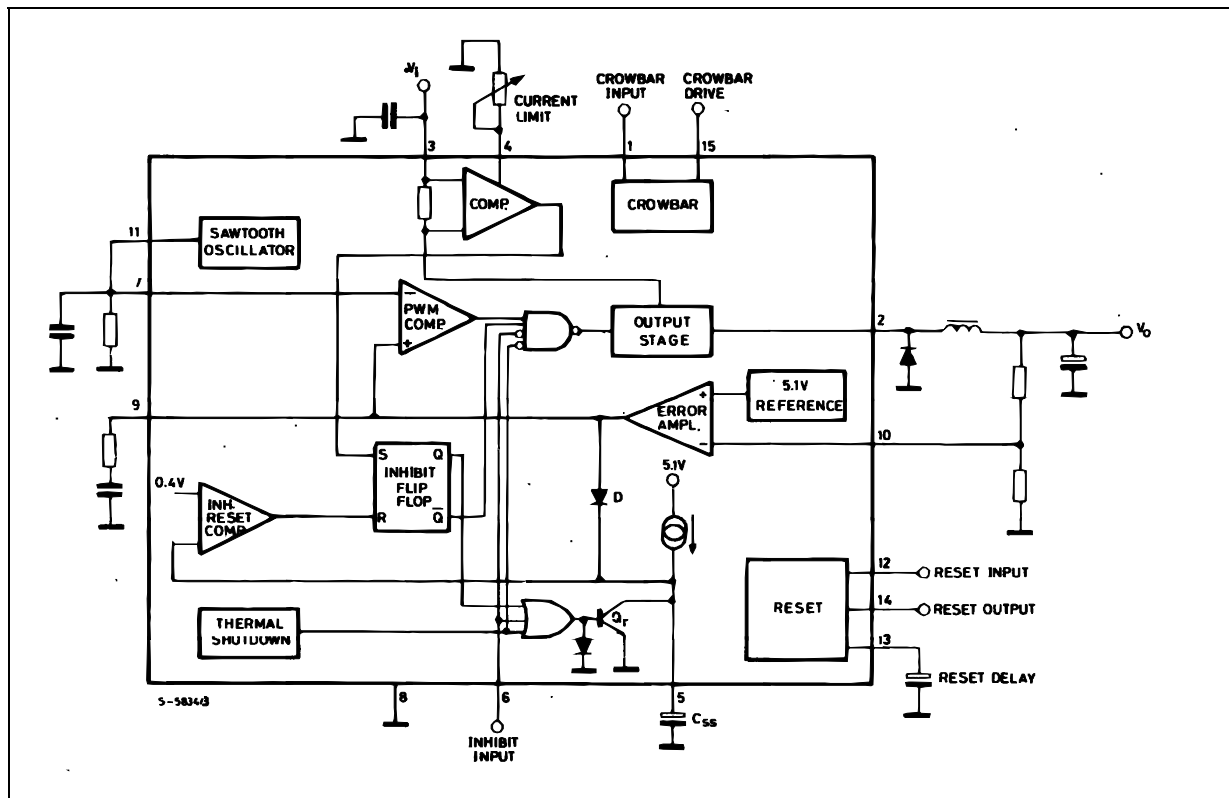 Vi
CURRENT
LIMIT
CROWBAR
INPUT
CROWBAR
DRIVE
3
4
1
15
COMP.
CROWBAR
11
SAWTOOTH
OSCILLATOR
7
PWM
COMP.
−
+
OUTPUT
STAGE
2
Vo
9
ERROR
AMPL.
+
−
5.1V
REFERENCE
10
S Q
INHIBIT
FLIP
FLOP
R Q̅
0.4V
INH.
RESET
COMP.
D
5.1V
RESET
12
RESET INPUT
14
RESET OUTPUT
13
RESET DELAY
THERMAL
SHUTDOWN
Qr
S-5834/3
8
6
5
INHIBIT
INPUT
Css